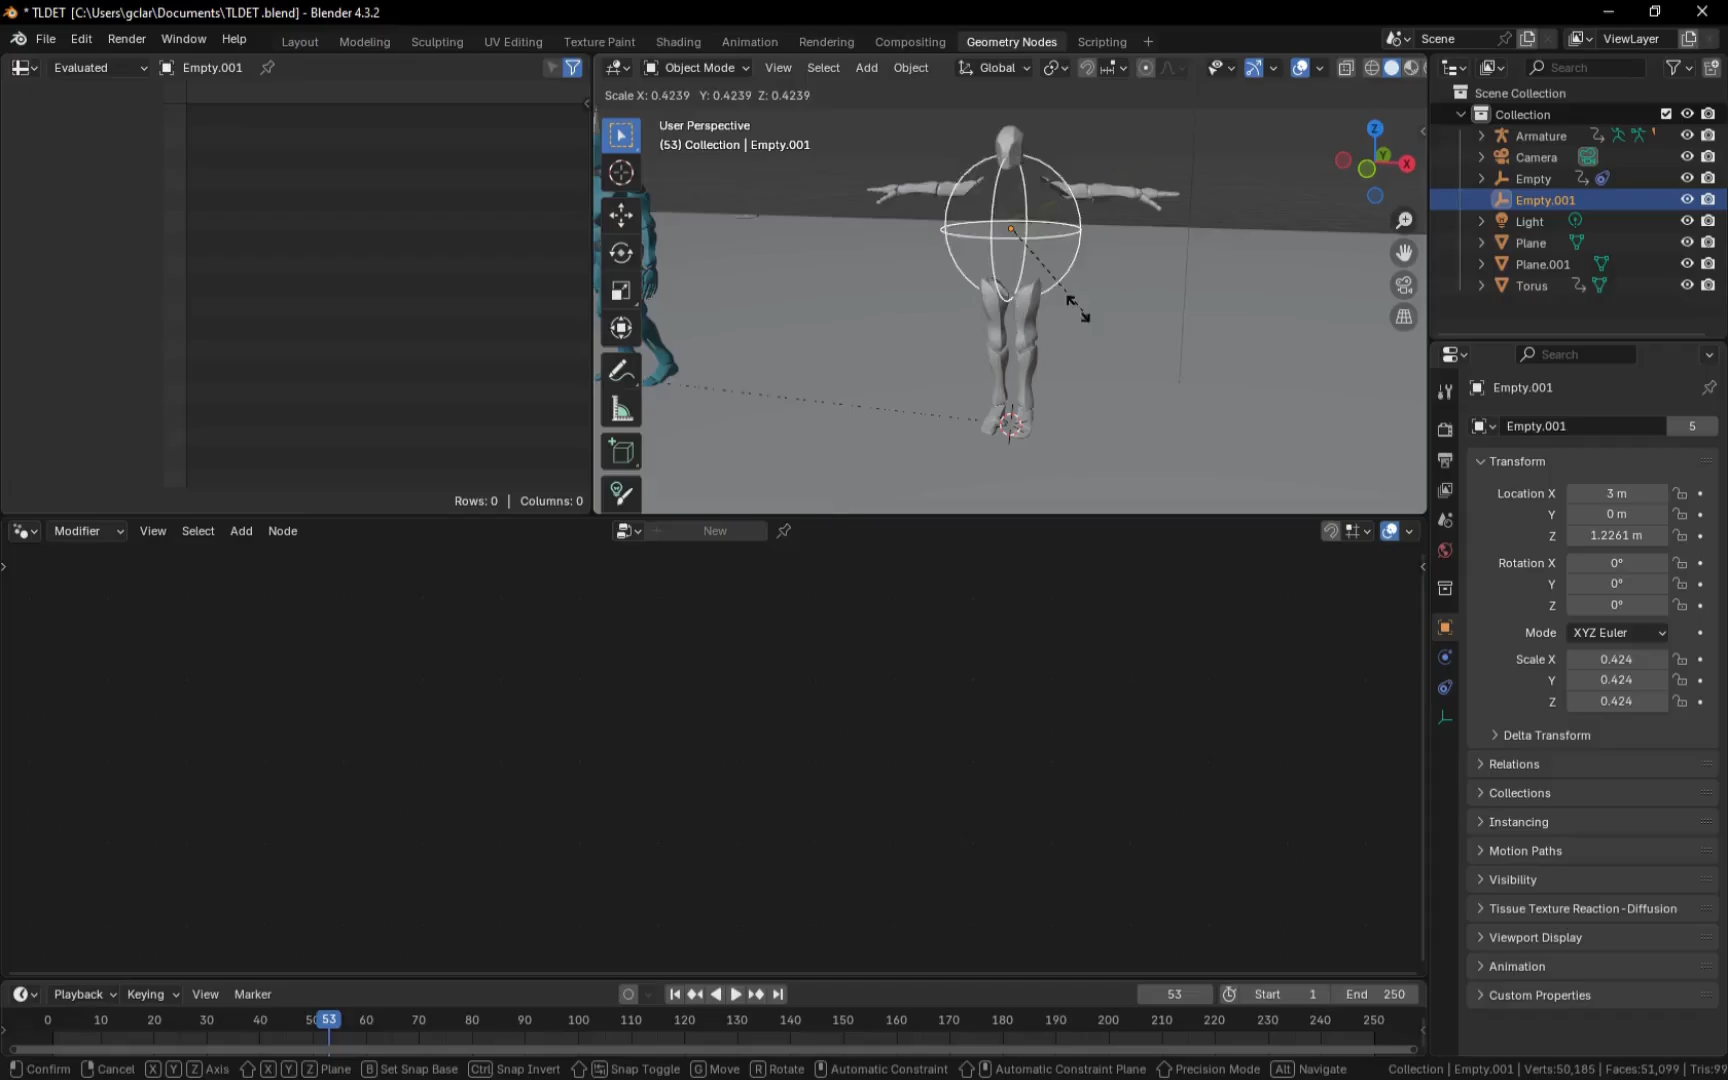 * TLDET [C:\Users\gclar\Documents\TLDET .blend] - Blender 4.3.2
File Edit Render Window Help Layout Modeling Sculpting UV Editing Texture Paint Shading Animation Rendering Compositing Geometry Nodes Scripting Scene ViewLayer
Evaluated Empty.001
Object Mode View Select Add Object Global
Search
Scale X: 0.4239 Y: 0.4239 Z: 0.4239
User Perspective
(53) Collection | Empty.001
Z
Y
X
Scene Collection
Collection
Armature
Camera
Empty
Empty.001
Light
Plane
Plane.001
Torus
Rows: 0 | Columns: 0
Modifier View Select Add Node
New
Search
Empty.001
Empty.001 5
Transform
Location X 3 m
Y 0 m
Z 1.2261 m
Rotation X 0°
Y 0°
Z 0°
Mode XYZ Euler
Scale X 0.424
Y 0.424
Z 0.424
Delta Transform
Relations
Collections
Instancing
Motion Paths
Visibility
Tissue Texture Reaction-Diffusion
Viewport Display
Animation
Custom Properties
Playback Keying View Marker
53 Start 1 End 250
0 10 20 30 40 53 60 70 80 90 100 110 120 130 140 150 160 170 180 190 200 210 220 230 240 250
Confirm Cancel X Y Z Axis X Y Z Plane B Set Snap Base Ctrl Snap Invert Snap Toggle G Move R Rotate Automatic Constraint Automatic Constraint Plane Precision Mode Alt Navigate Collection | Empty.001 | Verts:50,185 | Faces:51,099 |